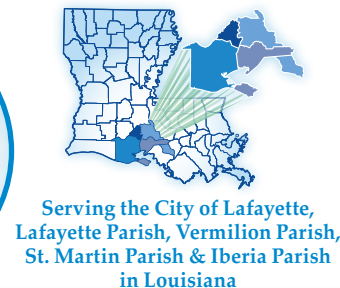 Serving the City of Lafayette,
Lafayette Parish, Vermilion Parish,
St. Martin Parish & Iberia Parish
in Louisiana